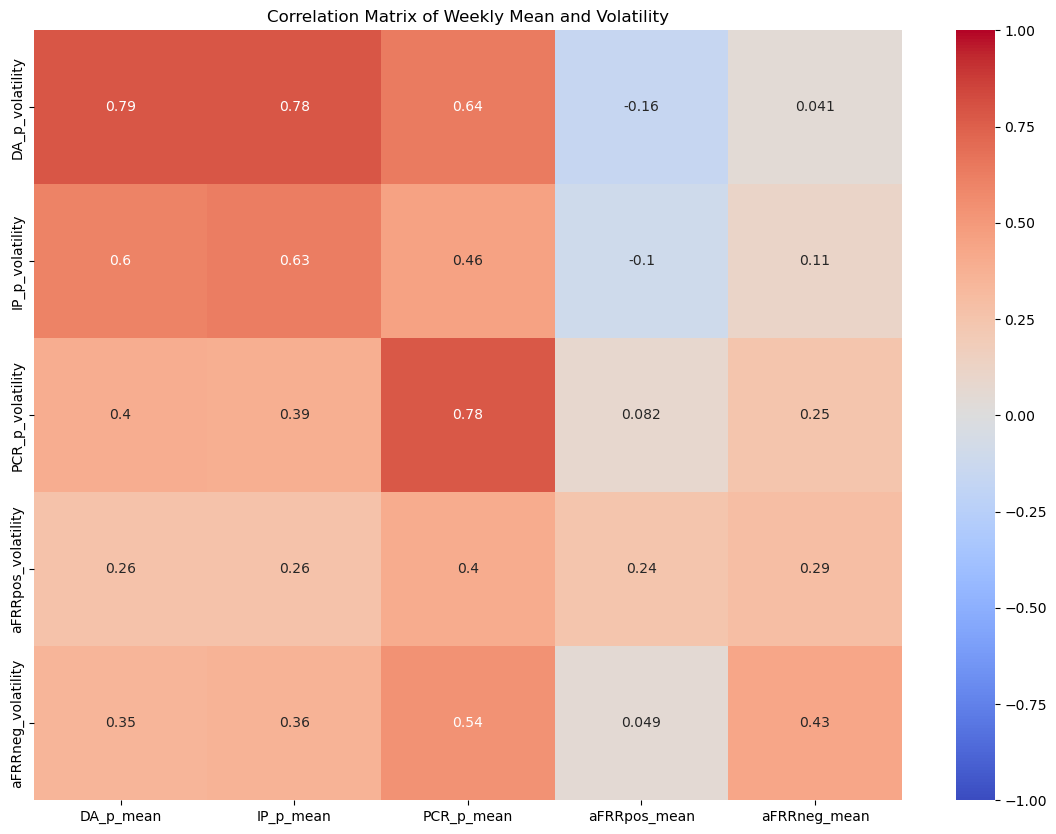 Correlation Matrix of Weekly Mean and Volatility
DA_p_volatility
0.79 0.78 0.64 -0.16 0.041
IP_p_volatility
0.6 0.63 0.46 -0.1 0.11
PCR_p_volatility
0.4 0.39 0.78 0.082 0.25
aFRRpos_volatility
0.26 0.26 0.4 0.24 0.29
aFRRneg_volatility
0.35 0.36 0.54 0.049 0.43
DA_p_mean IP_p_mean PCR_p_mean aFRRpos_mean aFRRneg_mean
1.00
0.75
0.50
0.25
0.00
−0.25
−0.50
−0.75
−1.00